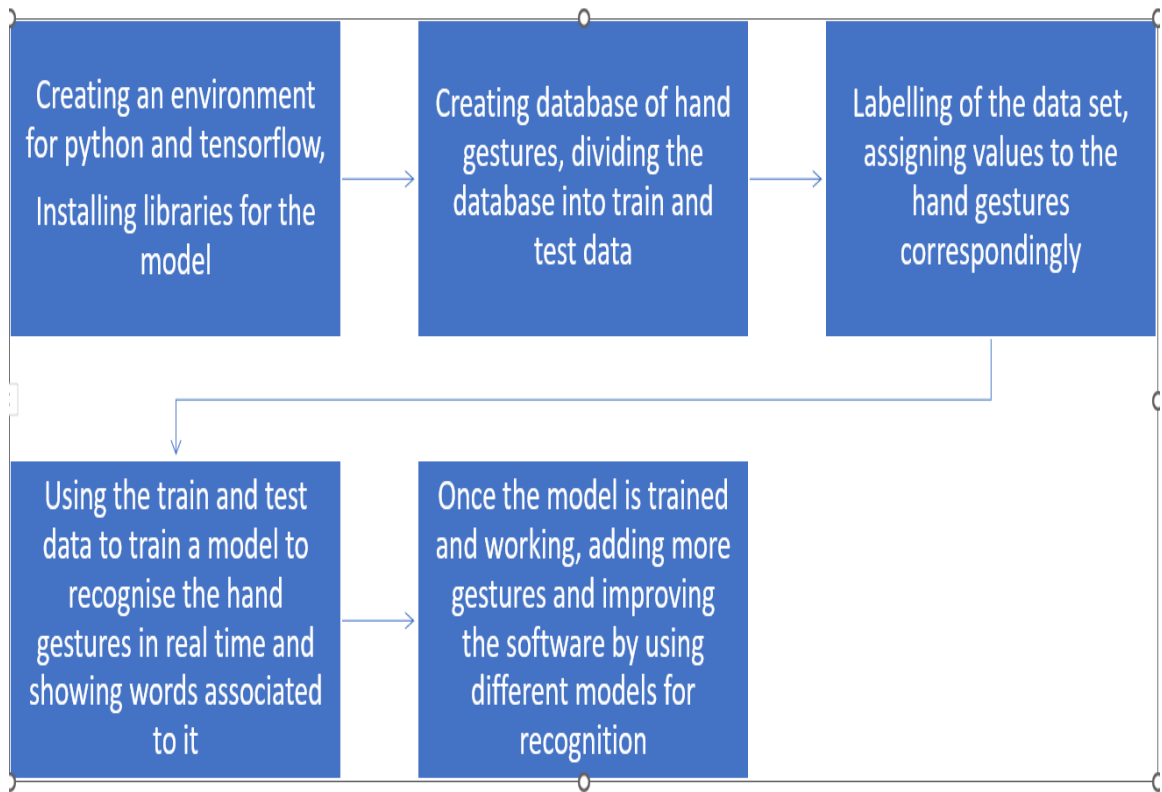 Creating an environment
for python and tensorflow,
Installing libraries for the
model
Creating database of hand
gestures, dividing the
database into train and
test data
Labelling of the data set,
assigning values to the
hand gestures
correspondingly
Using the train and test
data to train a model to
recognise the hand
gestures in real time and
showing words associated
to it
Once the model is trained
and working, adding more
gestures and improving
the software by using
different models for
recognition